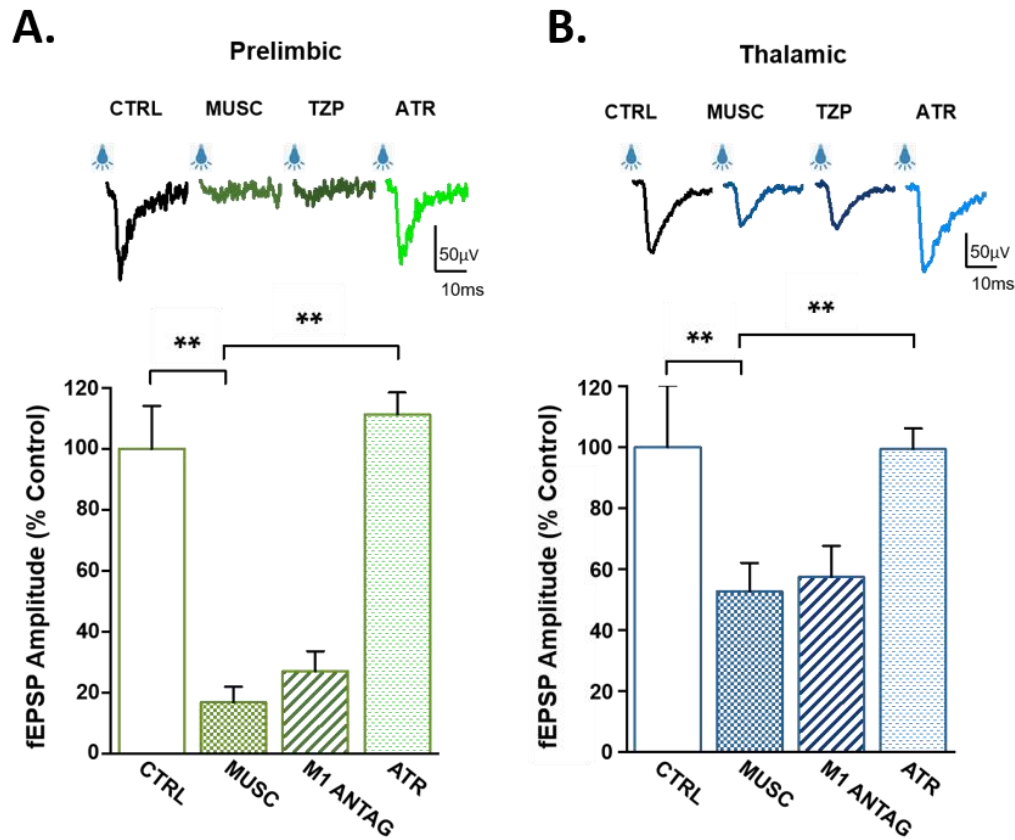 A.
Prelimbic
CTRL MUSC TZP ATR
50µV
10ms
** **
fEPSP Amplitude (% Control)
120
100
80
60
40
20
0
CTRL MUSC M1 ANTAG ATR
B.
Thalamic
CTRL MUSC TZP ATR
50µV
10ms
** **
fEPSP Amplitude (% Control)
120
100
80
60
40
20
0
CTRL MUSC M1 ANTAG ATR